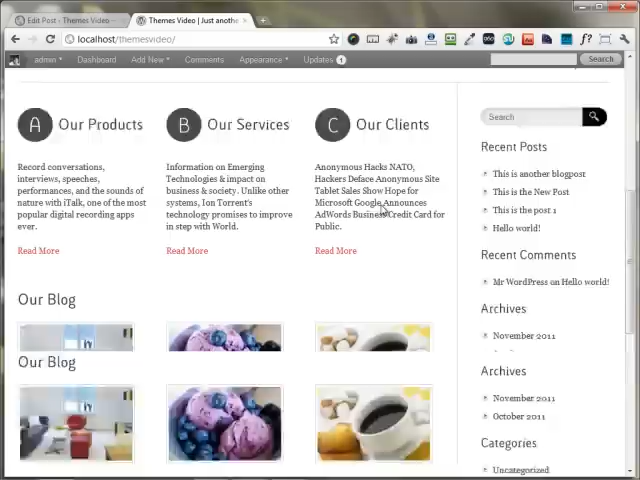 Edit Post ‹ Themes Video —
Themes Video | Just anothe
localhost/themesvideo/
admin Dashboard Add New Comments Appearance Updates 1 Search
A Our Products
B Our Services
C Our Clients
Record conversations,
interviews, speeches,
performances, and the sounds
of nature with iTalk, one of the most
popular digital recording apps
ever.
Read More
Information on Emerging
Technologies & impact on
business & society. Unlike other
systems, Ion Torrent's
technology promises to improve
in step with World.
Read More
Anonymous Hacks NATO,
Hackers Deface Anonymous Site
Tablet Sales Show Hope for
Microsoft Google Announces
AdWords Business Credit Card for
Public.
Read More
Our Blog
Our Blog
Search
Recent Posts
This is another blogpost
This is the New Post
This is the post 1
Hello world!
Recent Comments
Mr WordPress on Hello world!
Archives
November 2011
Archives
November 2011
October 2011
Categories
Uncategorized